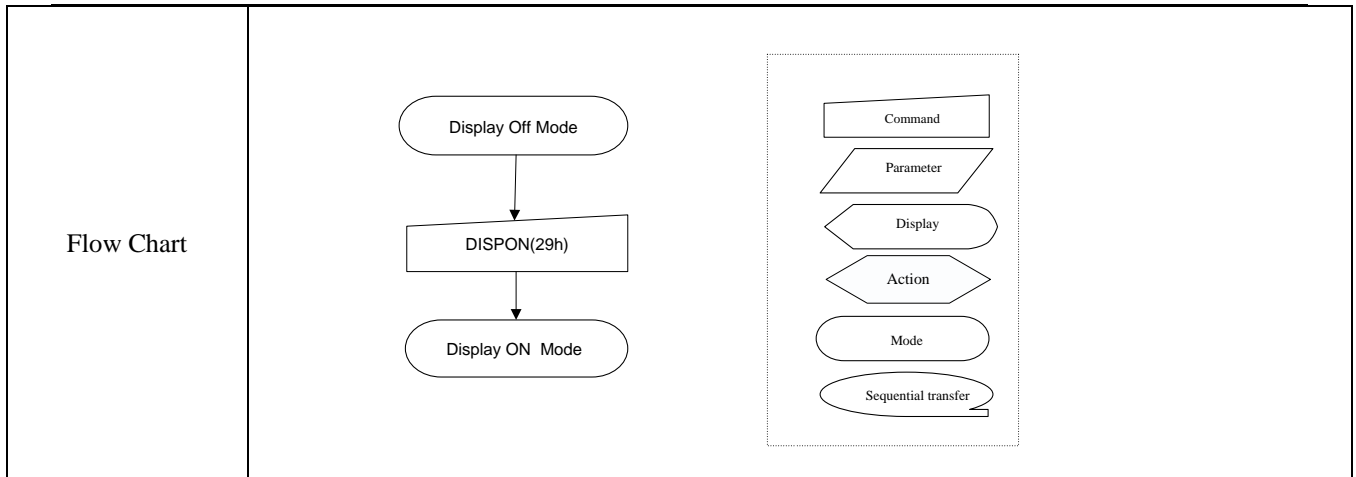 Flow Chart
Display Off Mode
DISPON(29h)
Display ON Mode
Command
Parameter
Display
Action
Mode
Sequential transfer